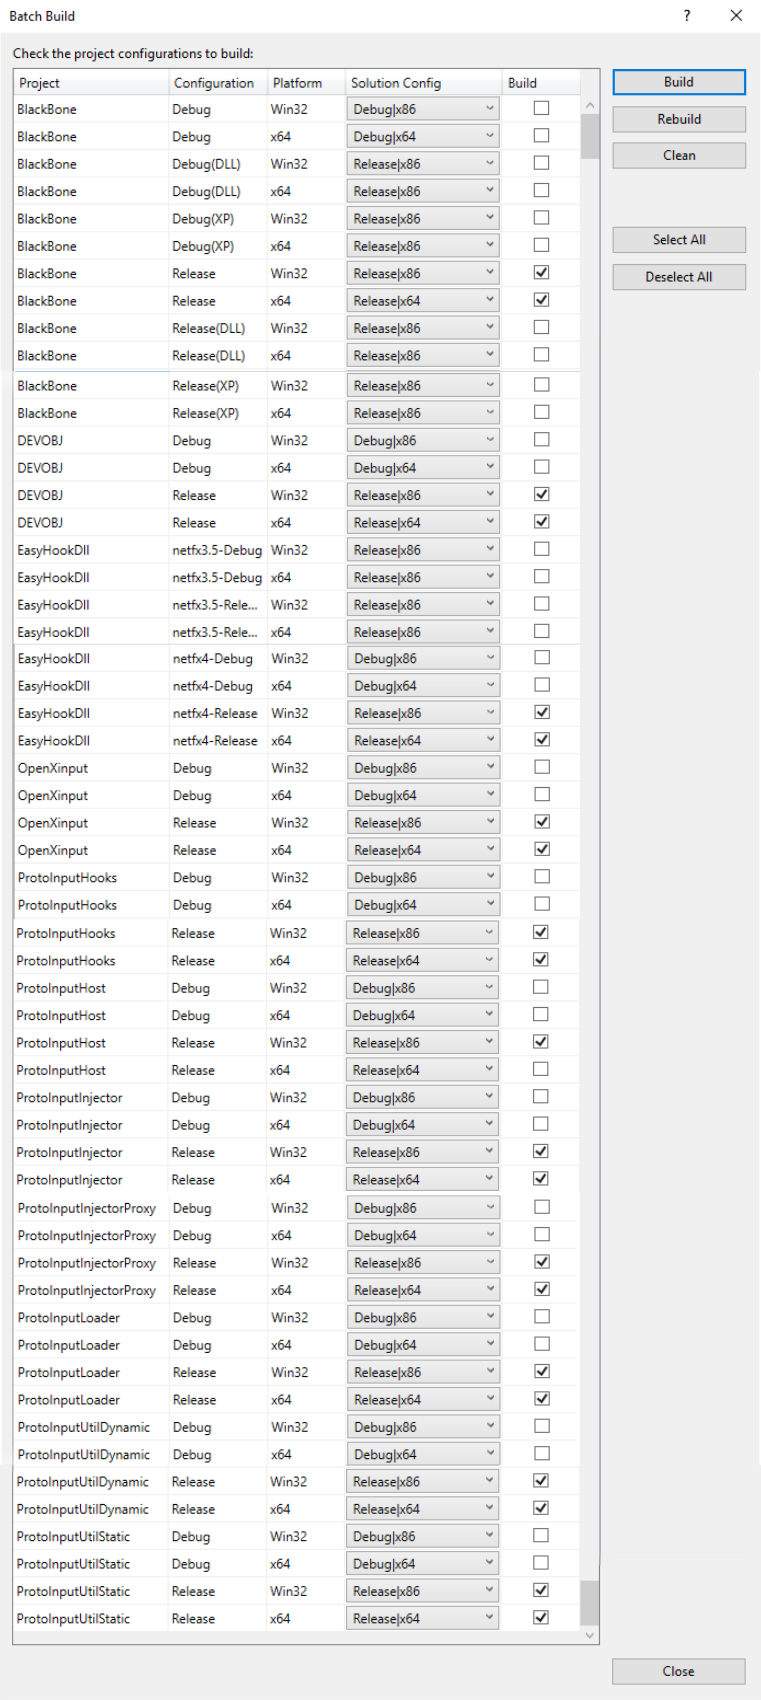 Batch Build ?
Check the project configurations to build:
Project Configuration Platform Solution Config Build
BlackBone Debug Win32 Debug|x86
BlackBone Debug x64 Debug|x64
BlackBone Debug(DLL) Win32 Release|x86
BlackBone Debug(DLL) x64 Release|x86
BlackBone Debug(XP) Win32 Release|x86
BlackBone Debug(XP) x64 Release|x86
BlackBone Release Win32 Release|x86
BlackBone Release x64 Release|x64
BlackBone Release(DLL) Win32 Release|x86
BlackBone Release(DLL) x64 Release|x86
BlackBone Release(XP) Win32 Release|x86
BlackBone Release(XP) x64 Release|x86
DEVOBJ Debug Win32 Debug|x86
DEVOBJ Debug x64 Debug|x64
DEVOBJ Release Win32 Release|x86
DEVOBJ Release x64 Release|x64
EasyHookDll netfx3.5-Debug Win32 Release|x86
EasyHookDll netfx3.5-Debug x64 Release|x86
EasyHookDll netfx3.5-Rele... Win32 Release|x86
EasyHookDll netfx3.5-Rele... x64 Release|x86
EasyHookDll netfx4-Debug Win32 Debug|x86
EasyHookDll netfx4-Debug x64 Debug|x64
EasyHookDll netfx4-Release Win32 Release|x86
EasyHookDll netfx4-Release x64 Release|x64
OpenXinput Debug Win32 Debug|x86
OpenXinput Debug x64 Debug|x64
OpenXinput Release Win32 Release|x86
OpenXinput Release x64 Release|x64
ProtoInputHooks Debug Win32 Debug|x86
ProtoInputHooks Debug x64 Debug|x64
ProtoInputHooks Release Win32 Release|x86
ProtoInputHooks Release x64 Release|x64
ProtoInputHost Debug Win32 Debug|x86
ProtoInputHost Debug x64 Debug|x64
ProtoInputHost Release Win32 Release|x86
ProtoInputHost Release x64 Release|x64
ProtoInputInjector Debug Win32 Debug|x86
ProtoInputInjector Debug x64 Debug|x64
ProtoInputInjector Release Win32 Release|x86
ProtoInputInjector Release x64 Release|x64
ProtoInputInjectorProxy Debug Win32 Debug|x86
ProtoInputInjectorProxy Debug x64 Debug|x64
ProtoInputInjectorProxy Release Win32 Release|x86
ProtoInputInjectorProxy Release x64 Release|x64
ProtoInputLoader Debug Win32 Debug|x86
ProtoInputLoader Debug x64 Debug|x64
ProtoInputLoader Release Win32 Release|x86
ProtoInputLoader Release x64 Release|x64
ProtoInputUtilDynamic Debug Win32 Debug|x86
ProtoInputUtilDynamic Debug x64 Debug|x64
ProtoInputUtilDynamic Release Win32 Release|x86
ProtoInputUtilDynamic Release x64 Release|x64
ProtoInputUtilStatic Debug Win32 Debug|x86
ProtoInputUtilStatic Debug x64 Debug|x64
ProtoInputUtilStatic Release Win32 Release|x86
ProtoInputUtilStatic Release x64 Release|x64
Build
Rebuild
Clean
Select All
Deselect All
Close